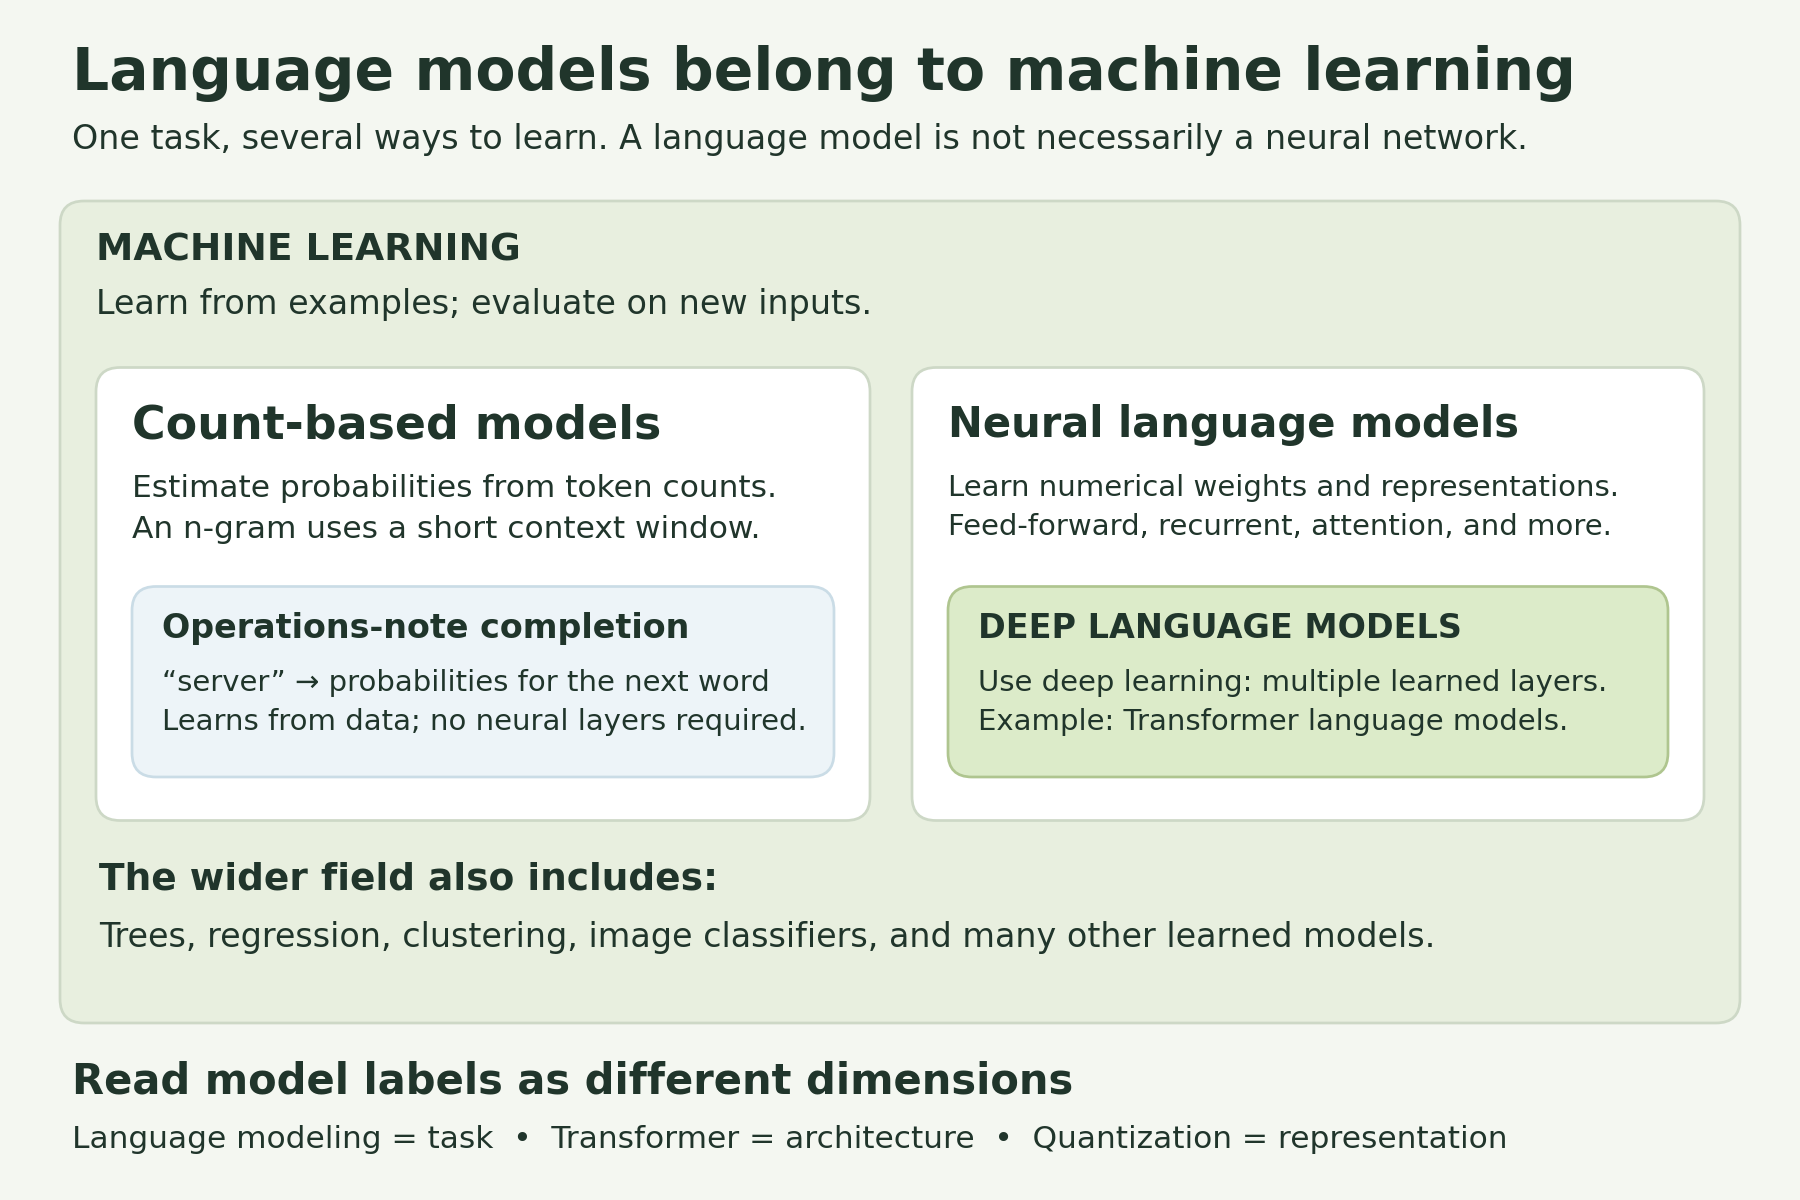 Language models belong to machine learning
One task, several ways to learn. A language model is not necessarily a neural network.
MACHINE LEARNING
Learn from examples; evaluate on new inputs.
Count-based models
Estimate probabilities from token counts.
An n-gram uses a short context window.
Operations-note completion
“server” → probabilities for the next word
Learns from data; no neural layers required.
Neural language models
Learn numerical weights and representations.
Feed-forward, recurrent, attention, and more.
DEEP LANGUAGE MODELS
Use deep learning: multiple learned layers.
Example: Transformer language models.
The wider field also includes:
Trees, regression, clustering, image classifiers, and many other learned models.
Read model labels as different dimensions
Language modeling = task • Transformer = architecture • Quantization = representation